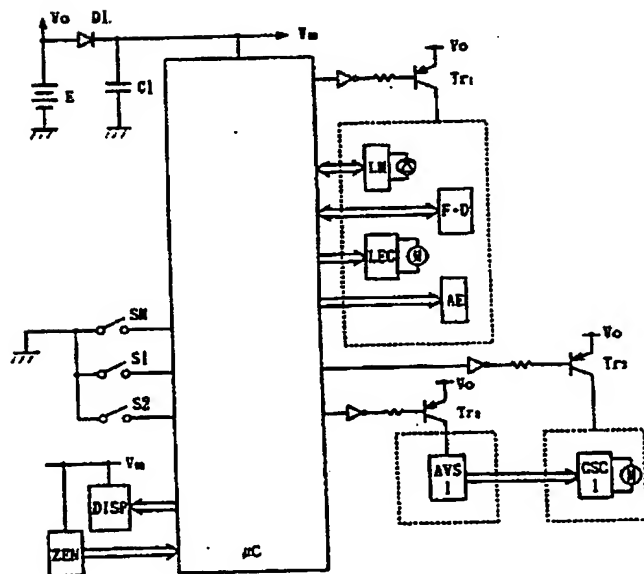 Vo D1
Vm
E
C1
Vo
Tr1
LM
F·D
LEC
M
AE
SM
S1
S2
Vo
Tr3
Vo
Tr2
AVS
1
CSC
1
M
Vm
DISP
ZEN
μC